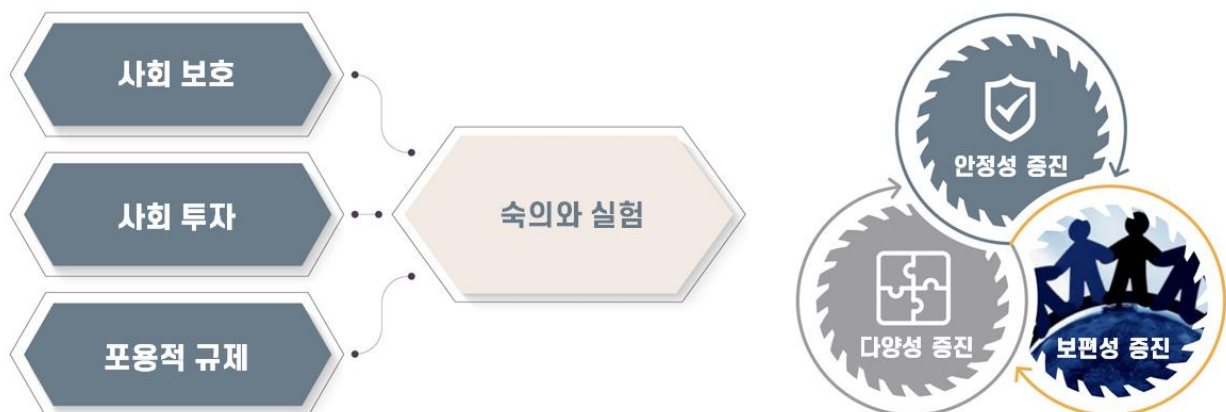 사회 보호
사회 투자
포용적 규제
숙의와 실험
안정성 증진
다양성 증진
보편성 증진